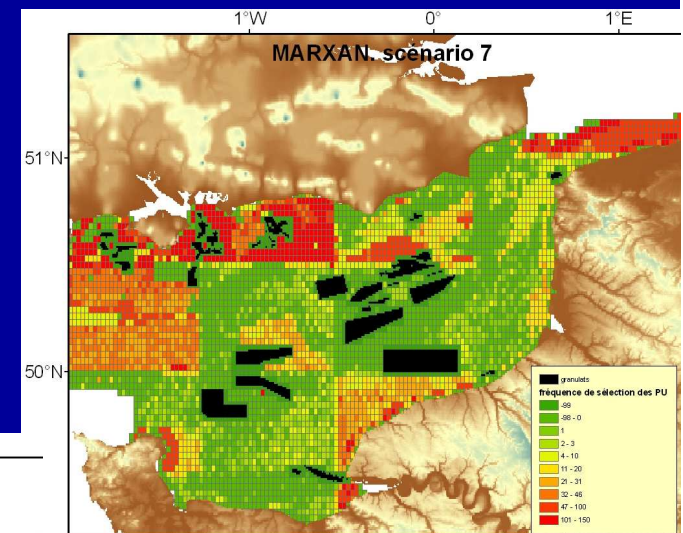 1°W 0° 1°E
MARXAN. scénario 7
51°N
50°N
granulats
fréquence de sélection des PU
-99
-98 - 0
1
2 - 3
4 - 10
11 - 20
21 - 31
32 - 46
47 - 100
101 - 150